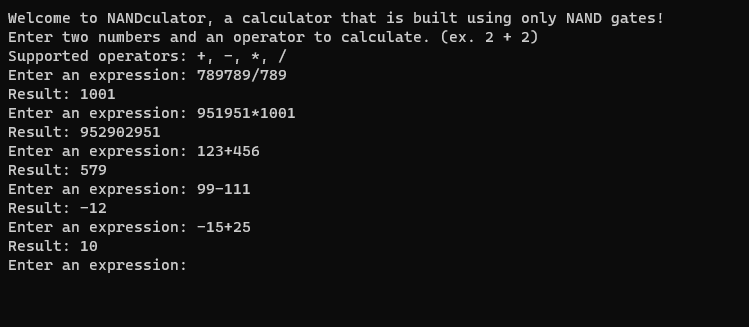 Welcome to NANDculator, a calculator that is built using only NAND gates!
Enter two numbers and an operator to calculate. (ex. 2 + 2)
Supported operators: +, -, *, /
Enter an expression: 789789/789
Result: 1001
Enter an expression: 951951*1001
Result: 952902951
Enter an expression: 123+456
Result: 579
Enter an expression: 99-111
Result: -12
Enter an expression: -15+25
Result: 10
Enter an expression: